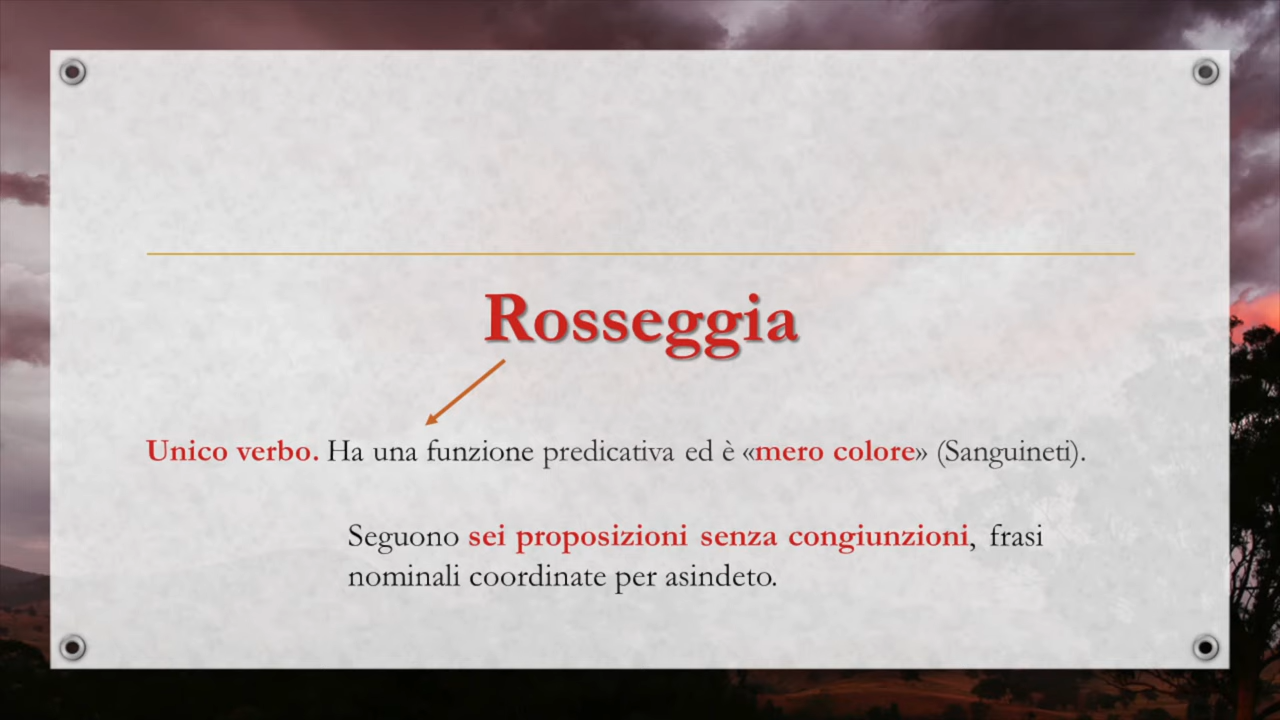 Rosseggia
Unico verbo. Ha una funzione predicativa ed è «mero colore» (Sanguineti).
Seguono sei proposizioni senza congiunzioni, frasi
nominali coordinate per asindeto.